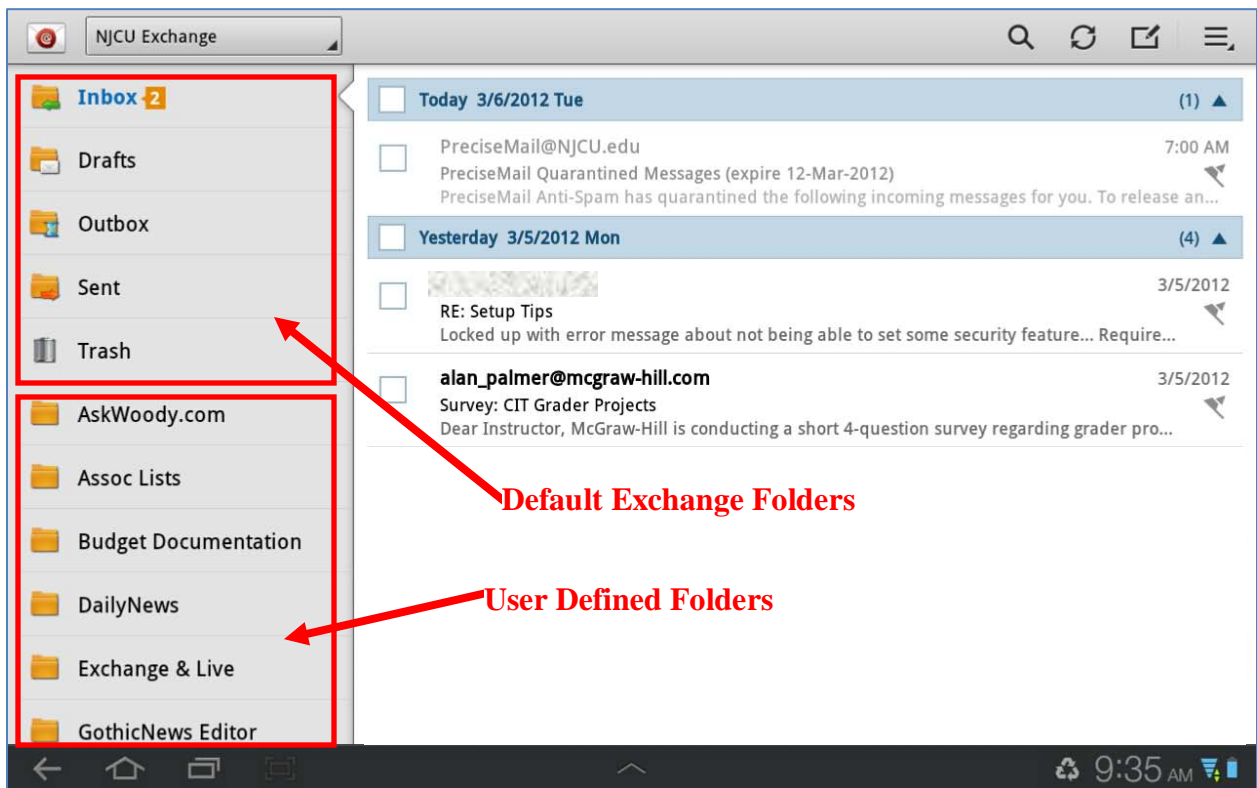 NJCU Exchange
Inbox 2
Drafts
Outbox
Sent
Trash
AskWoody.com
Assoc Lists
Budget Documentation
DailyNews
Exchange & Live
GothicNews Editor
Today 3/6/2012 Tue (1)
PreciseMail@NJCU.edu 7:00 AM
PreciseMail Quarantined Messages (expire 12-Mar-2012)
PreciseMail Anti-Spam has quarantined the following incoming messages for you. To release an...
Yesterday 3/5/2012 Mon (4)
3/5/2012
RE: Setup Tips
Locked up with error message about not being able to set some security feature... Require...
alan_palmer@mcgraw-hill.com 3/5/2012
Survey: CIT Grader Projects
Dear Instructor, McGraw-Hill is conducting a short 4-question survey regarding grader pro...
Default Exchange Folders
User Defined Folders
9:35 AM